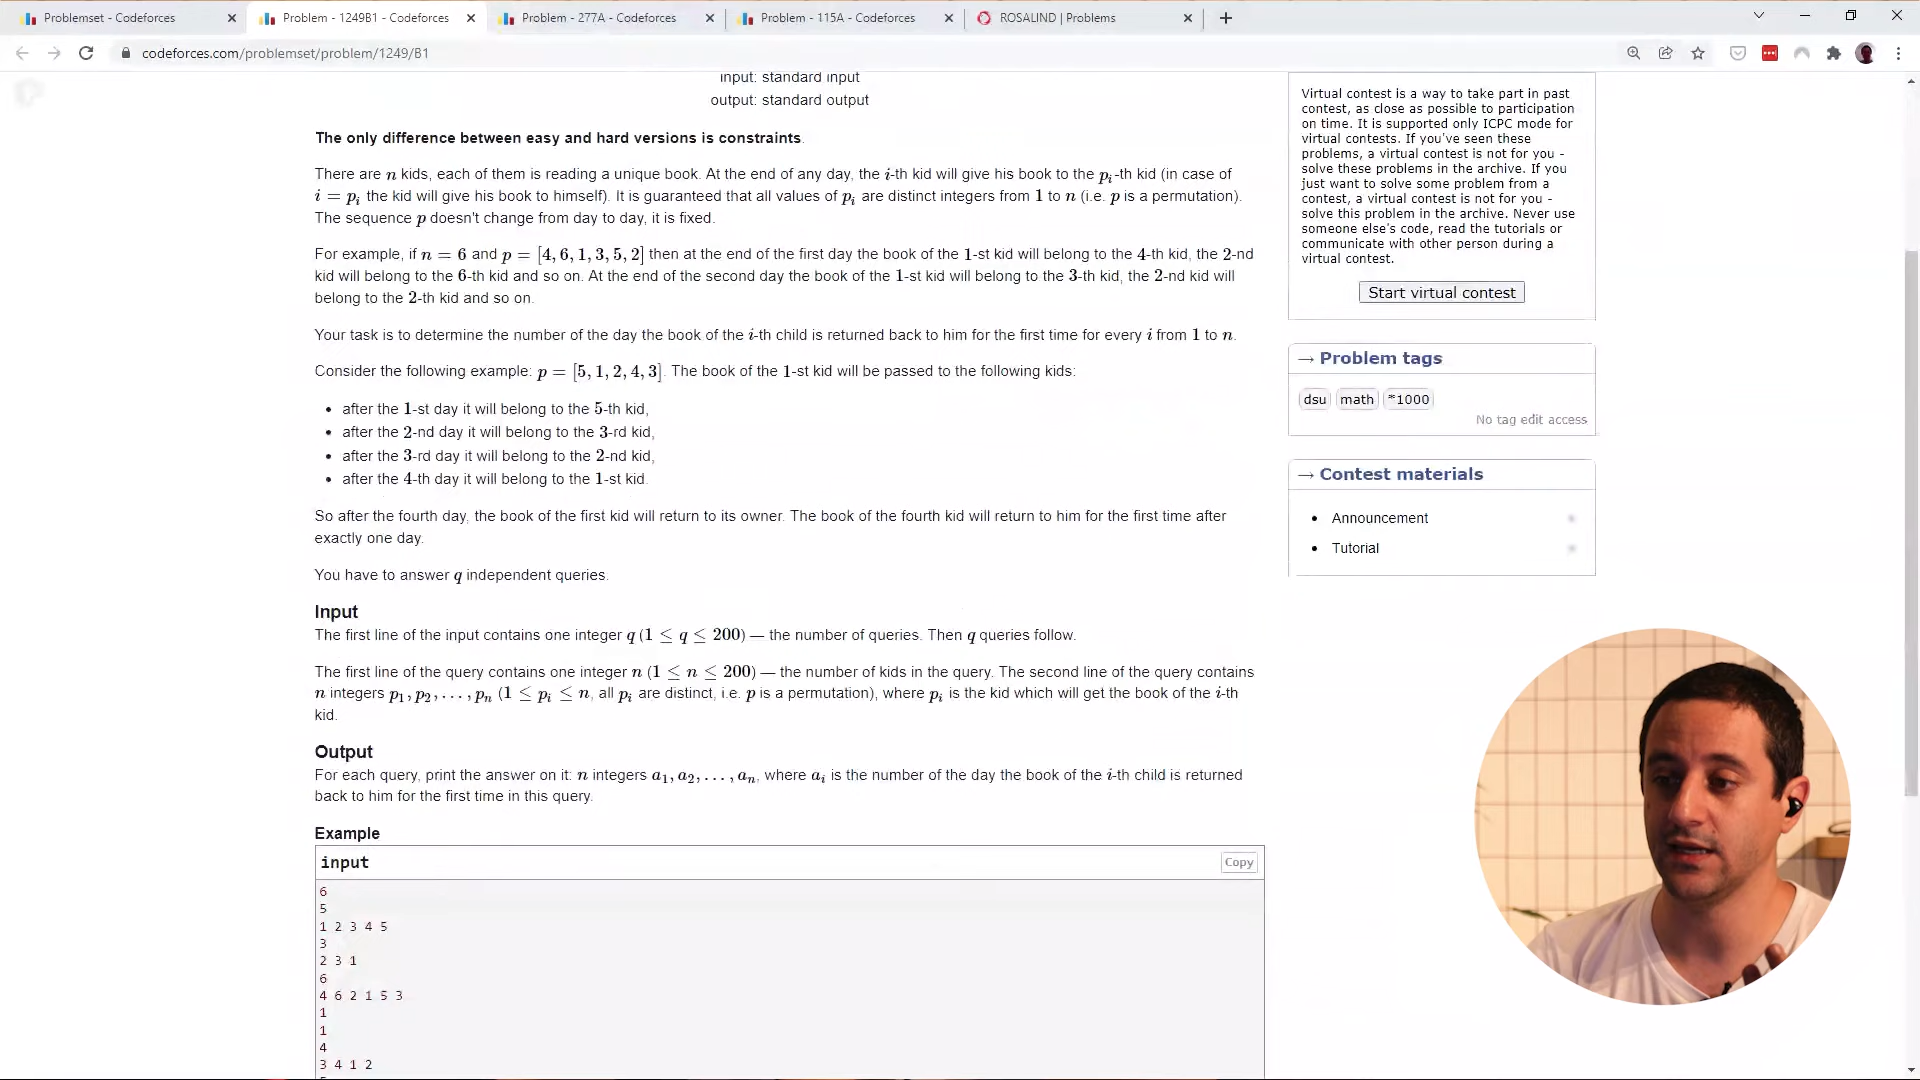 Problemset - Codeforces
Problem - 1249B1 - Codeforces
Problem - 277A - Codeforces
Problem - 115A - Codeforces
ROSALIND | Problems
codeforces.com/problemset/problem/1249/B1
input: standard input
output: standard output
The only difference between easy and hard versions is constraints.
There are n kids, each of them is reading a unique book. At the end of any day, the i-th kid will give his book to the p_i-th kid (in case of
i = p_i the kid will give his book to himself). It is guaranteed that all values of p_i are distinct integers from 1 to n (i.e. p is a permutation).
The sequence p doesn't change from day to day, it is fixed.
For example, if n = 6 and p = [4, 6, 1, 3, 5, 2] then at the end of the first day the book of the 1-st kid will belong to the 4-th kid, the 2-nd
kid will belong to the 6-th kid and so on. At the end of the second day the book of the 1-st kid will belong to the 3-th kid, the 2-nd kid will
belong to the 2-th kid and so on.
Your task is to determine the number of the day the book of the i-th child is returned back to him for the first time for every i from 1 to n.
Consider the following example: p = [5, 1, 2, 4, 3]. The book of the 1-st kid will be passed to the following kids:
• after the 1-st day it will belong to the 5-th kid,
• after the 2-nd day it will belong to the 3-rd kid,
• after the 3-rd day it will belong to the 2-nd kid,
• after the 4-th day it will belong to the 1-st kid.
So after the fourth day, the book of the first kid will return to its owner. The book of the fourth kid will return to him for the first time after
exactly one day.
You have to answer q independent queries.
Input
The first line of the input contains one integer q (1 ≤ q ≤ 200) — the number of queries. Then q queries follow.
The first line of the query contains one integer n (1 ≤ n ≤ 200) — the number of kids in the query. The second line of the query contains
n integers p_1, p_2, . . . , p_n (1 ≤ p_i ≤ n, all p_i are distinct, i.e. p is a permutation), where p_i is the kid which will get the book of the i-th
kid.
Output
For each query, print the answer on it: n integers a_1, a_2, . . . , a_n, where a_i is the number of the day the book of the i-th child is returned
back to him for the first time in this query.
Example
input
Copy
6
5
1 2 3 4 5
3
2 3 1
6
4 6 2 1 5 3
1
1
4
3 4 1 2
Virtual contest is a way to take part in past
contest, as close as possible to participation
on time. It is supported only ICPC mode for
virtual contests. If you've seen these
problems, a virtual contest is not for you -
solve these problems in the archive. If you
just want to solve some problem from a
contest, a virtual contest is not for you -
solve this problem in the archive. Never use
someone else's code, read the tutorials or
communicate with other person during a
virtual contest.
Start virtual contest
→ Problem tags
dsu math *1000
No tag edit access
→ Contest materials
• Announcement
• Tutorial